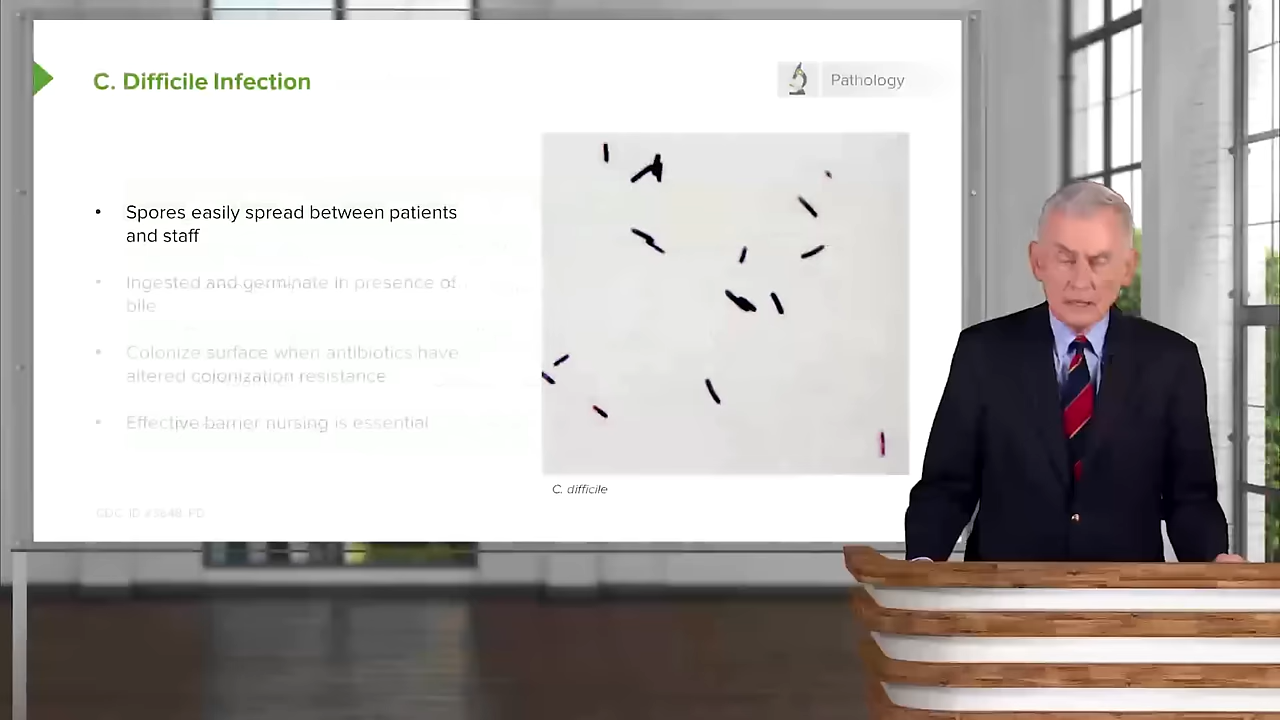 C. Difficile Infection
Pathology
• Spores easily spread between patients
and staff
• Ingested and germinate in presence of
bile
• Colonize surface when antibiotics have
altered colonization resistance
• Effective barrier nursing is essential
C. difficile